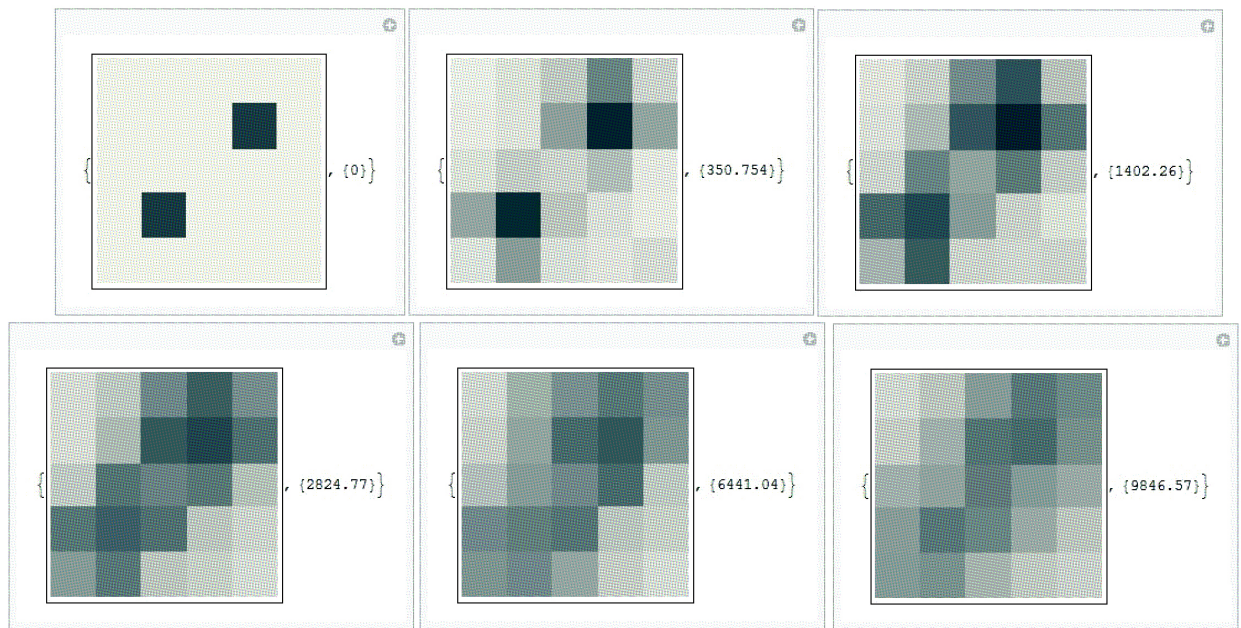 { , {0}}
{ , {350.754}}
{ , {1402.26}}
{ , {2824.77}}
{ , {6441.04}}
{ , {9846.57}}